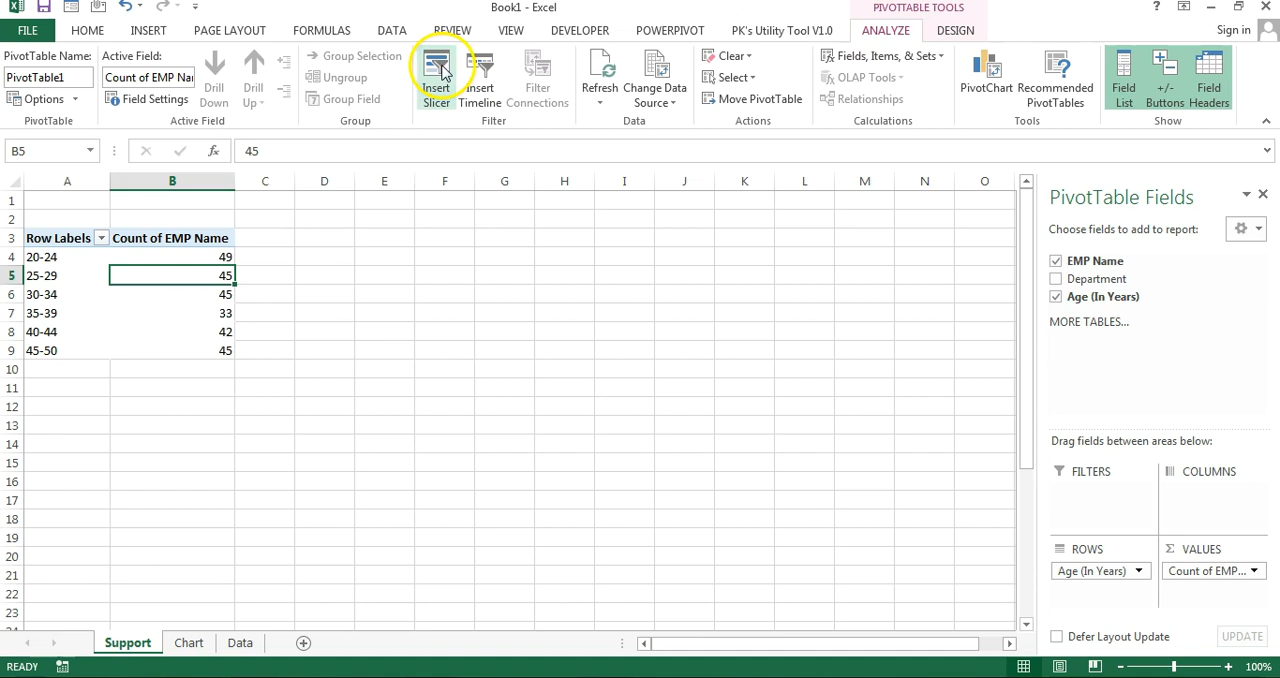 Book1 - Excel
PIVOTTABLE TOOLS
?
FILE HOME INSERT PAGE LAYOUT FORMULAS DATA REVIEW VIEW DEVELOPER POWERPIVOT PK's Utility Tool V1.0 ANALYZE DESIGN Sign in
PivotTable Name:
PivotTable1
Options
PivotTable
Active Field:
Count of EMP Nar
Field Settings
Drill Down
Drill Up
Active Field
Group Selection
Ungroup
Group Field
Group
Insert Slicer
Insert Timeline
Filter Connections
Filter
Refresh
Change Data Source
Data
Clear
Select
Move PivotTable
Actions
Fields, Items, & Sets
OLAP Tools
Relationships
Calculations
PivotChart
Recommended PivotTables
Tools
Field List
+/- Buttons
Field Headers
Show
B5 fx 45
A B C D E F G H I J K L M N O
1
2
3 Row Labels Count of EMP Name
4 20-24 49
5 25-29 45
6 30-34 45
7 35-39 33
8 40-44 42
9 45-50 45
10
11
12
13
14
15
16
17
18
19
20
21
22
23
PivotTable Fields
Choose fields to add to report:
EMP Name
Department
Age (In Years)
MORE TABLES...
Drag fields between areas below:
FILTERS COLUMNS
ROWS Σ VALUES
Age (In Years) Count of EMP...
Defer Layout Update UPDATE
Support Chart Data
READY 100%